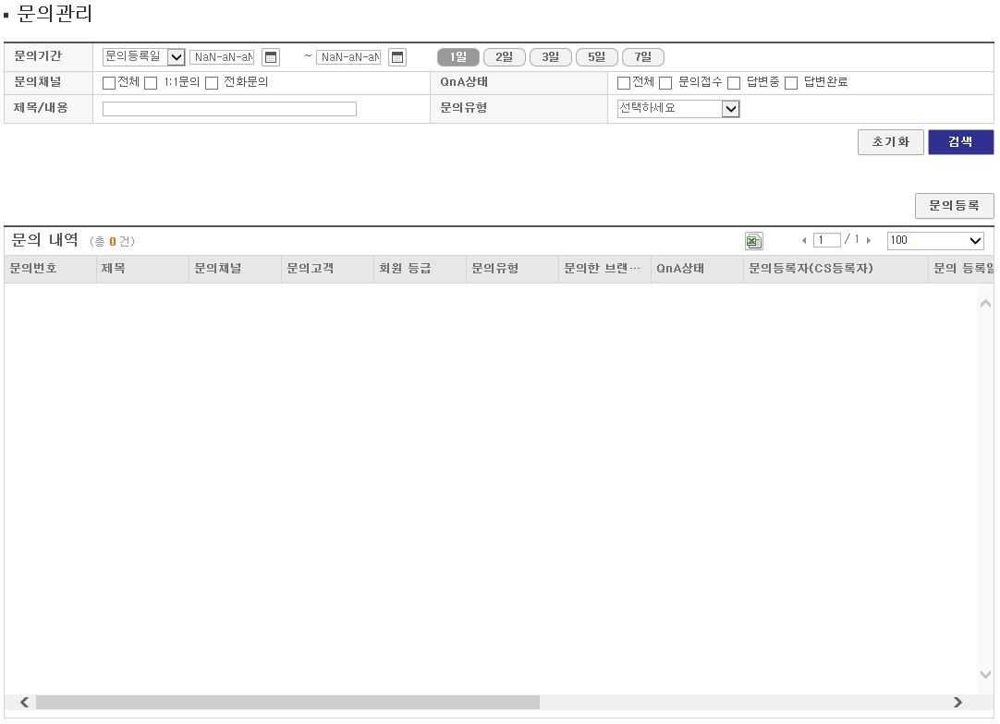 문의관리
문의기간 문의등록일 NaN-aN-aN ~ NaN-aN-aN 1일 2일 3일 5일 7일
문의채널 전체 1:1문의 전화문의 QnA상태 전체 문의접수 답변중 답변완료
제목/내용 문의유형 선택하세요
초기화 검색
문의등록
문의 내역 (총 0 건) 1 / 1 100
문의번호 제목 문의채널 문의고객 회원 등급 문의유형 문의한 브랜… QnA상태 문의등록자(CS등록자) 문의 등록일